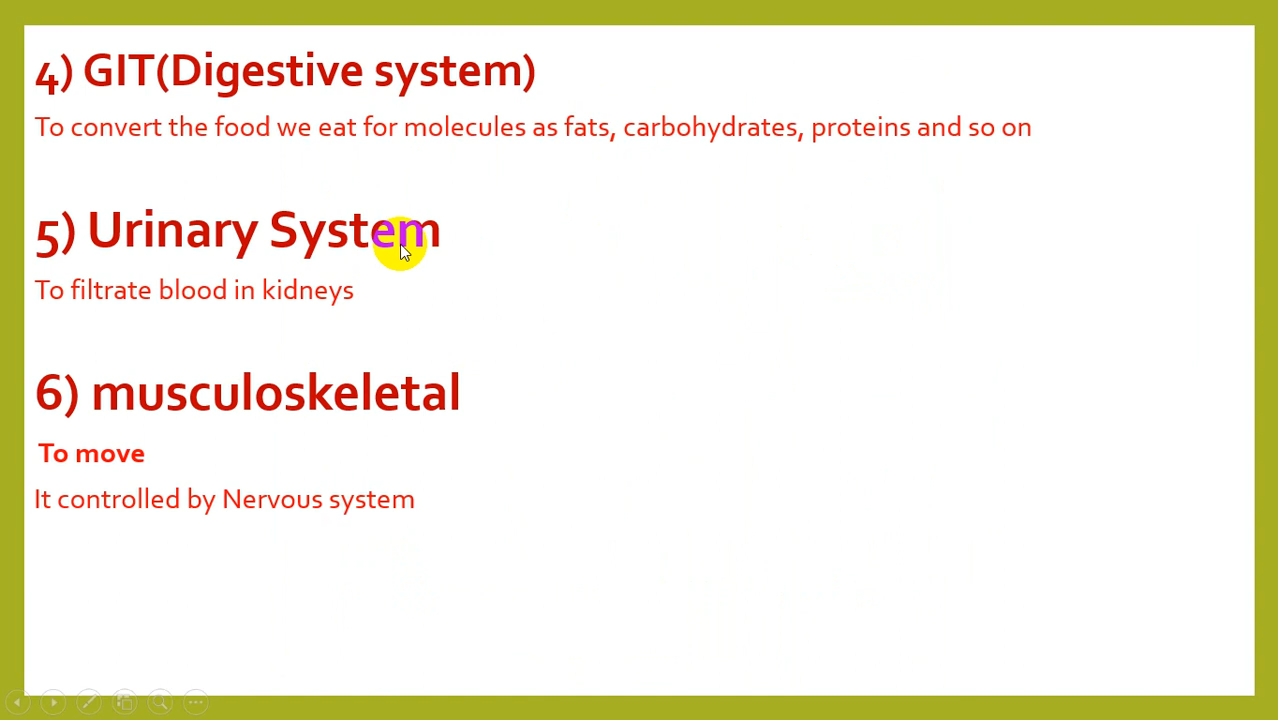 4) GIT(Digestive system)
To convert the food we eat for molecules as fats, carbohydrates, proteins and so on
5) Urinary System
To filtrate blood in kidneys
6) musculoskeletal
To move
It controlled by Nervous system